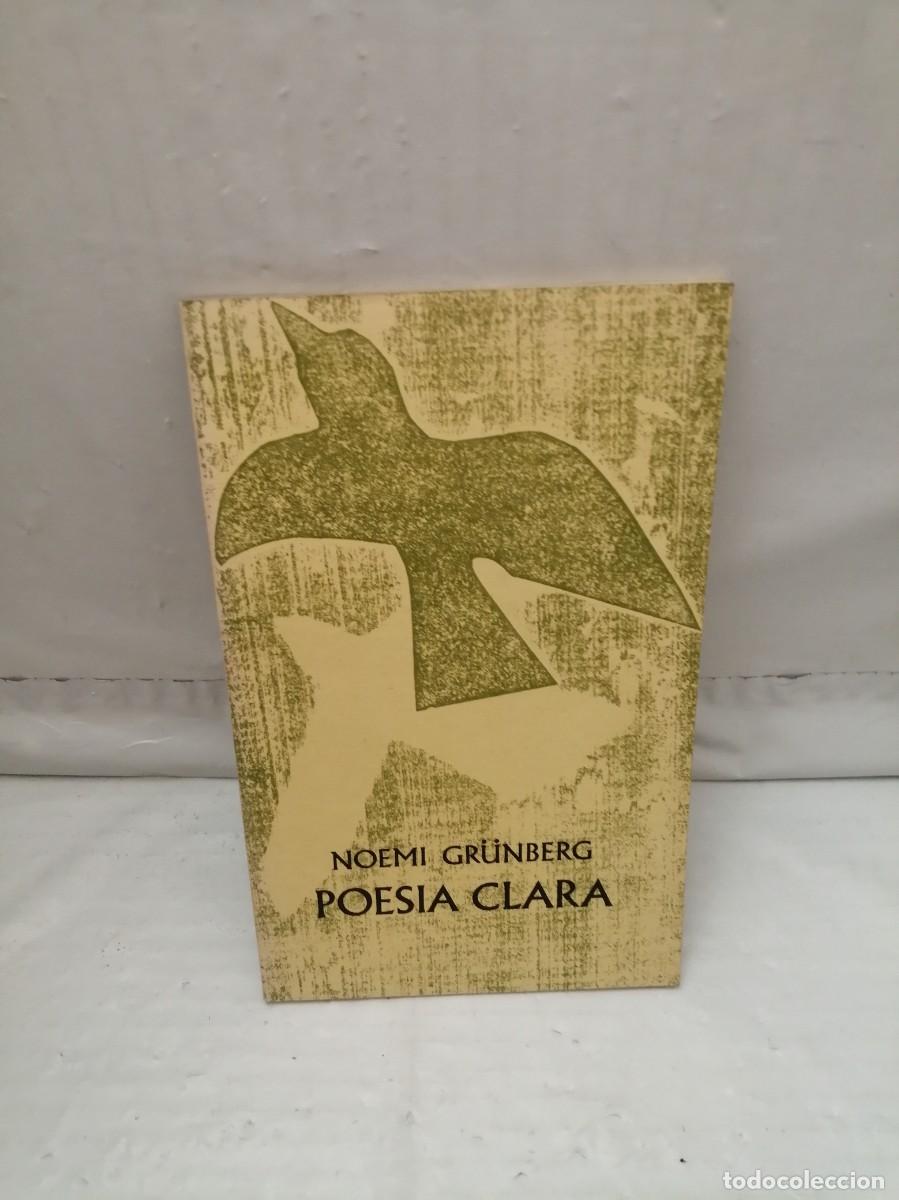 NOEMI GRÜNBERG
POESIA CLARA
todocoleccion